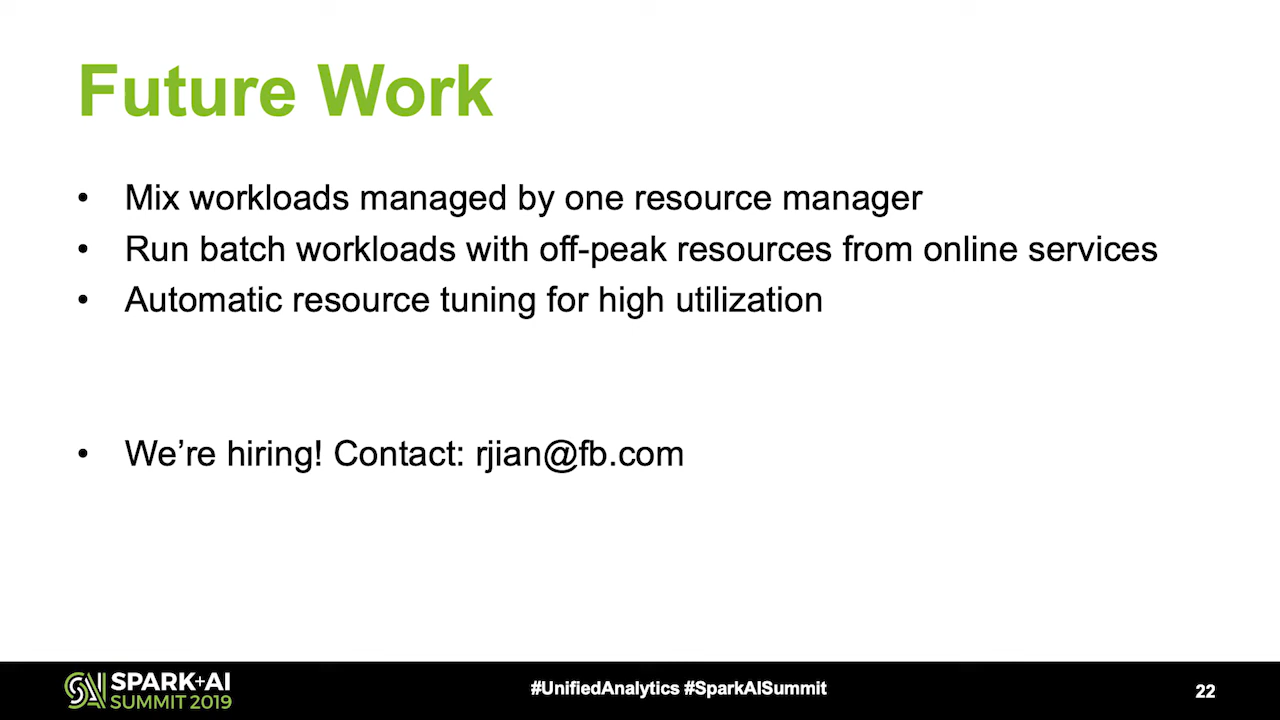 Future Work
• Mix workloads managed by one resource manager
• Run batch workloads with off-peak resources from online services
• Automatic resource tuning for high utilization
• We’re hiring! Contact: rjian@fb.com
SPARK+AI
SUMMIT 2019
#UnifiedAnalytics #SparkAISummit
22